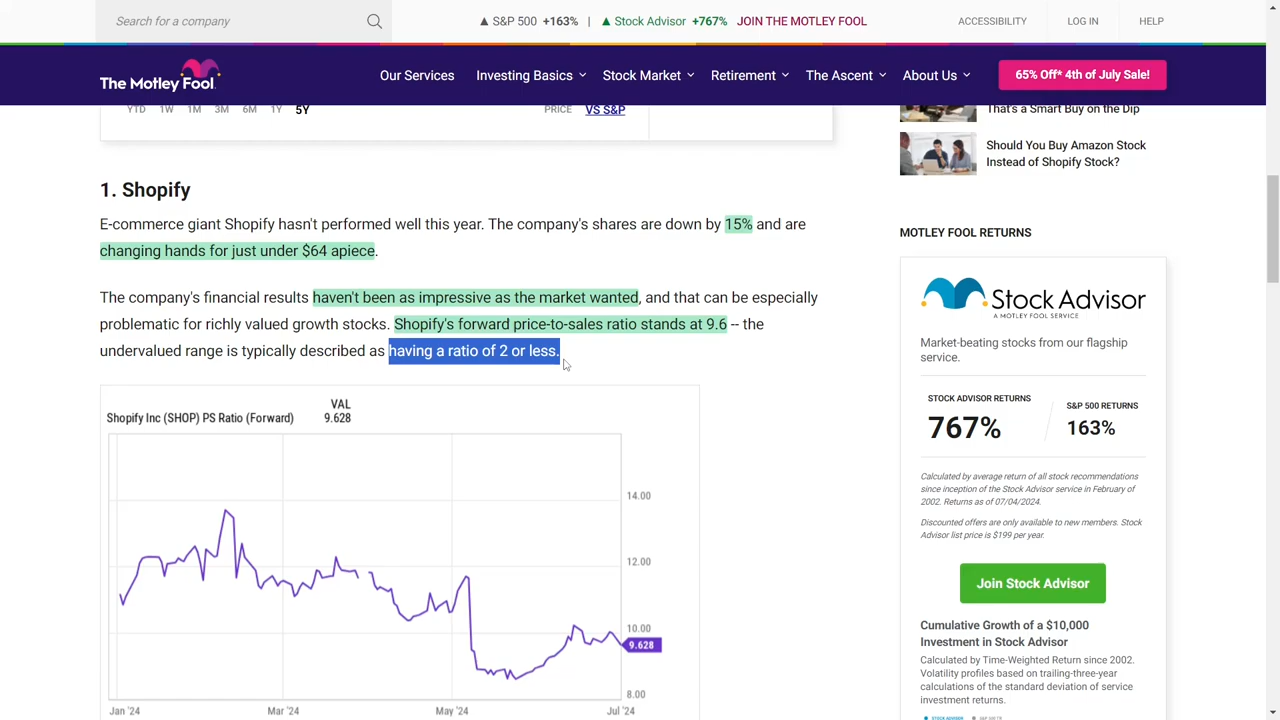 Search for a company
▲ S&P 500 +163% | ▲ Stock Advisor +767% JOIN THE MOTLEY FOOL
ACCESSIBILITY LOG IN HELP
The Motley Fool
Our Services Investing Basics Stock Market Retirement The Ascent About Us 65% Off* 4th of July Sale!
YTD 1W 1M 3M 6M 1Y 5Y PRICE VS S&P
That's a Smart Buy on the Dip
Should You Buy Amazon Stock
Instead of Shopify Stock?
1. Shopify
E-commerce giant Shopify hasn't performed well this year. The company's shares are down by 15% and are
changing hands for just under $64 apiece.
The company's financial results haven't been as impressive as the market wanted, and that can be especially
problematic for richly valued growth stocks. Shopify's forward price-to-sales ratio stands at 9.6 -- the
undervalued range is typically described as having a ratio of 2 or less.
VAL
Shopify Inc (SHOP) PS Ratio (Forward) 9.628
14.00
12.00
10.00
9.628
8.00
Jan '24 Mar '24 May '24 Jul '24
MOTLEY FOOL RETURNS
Stock Advisor
A MOTLEY FOOL SERVICE
Market-beating stocks from our flagship
service.
STOCK ADVISOR RETURNS
767%
S&P 500 RETURNS
163%
Calculated by average return of all stock recommendations
since inception of the Stock Advisor service in February of
2002. Returns as of 07/04/2024.
Discounted offers are only available to new members. Stock
Advisor list price is $199 per year.
Join Stock Advisor
Cumulative Growth of a $10,000
Investment in Stock Advisor
Calculated by Time-Weighted Return since 2002.
Volatility profiles based on trailing-three-year
calculations of the standard deviation of service
investment returns.
STOCK ADVISOR